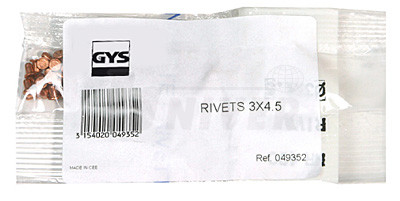 GYS
RIVETS 3X4.5
3 154020 049352
Ref. 049352
MADE IN CEE